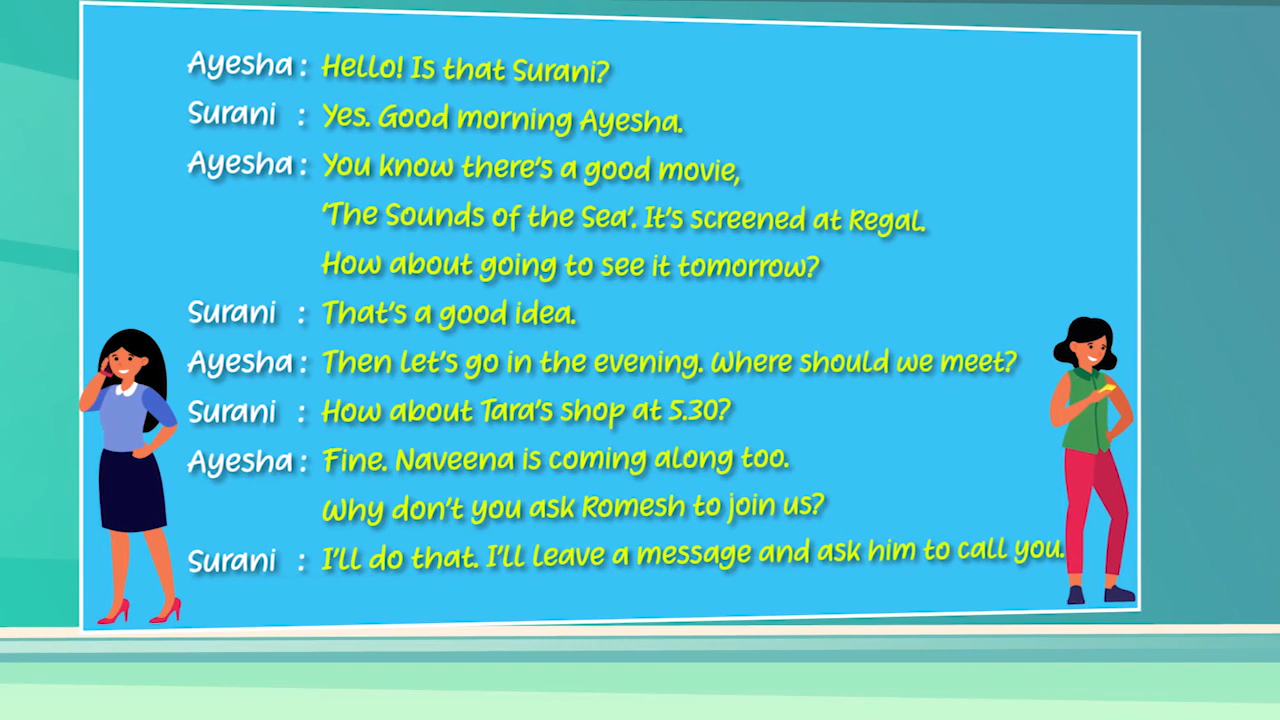 Ayesha : Hello! Is that Surani?
Surani : Yes. Good morning Ayesha.
Ayesha : You know there's a good movie,
'The Sounds of the Sea'. It's screened at Regal.
How about going to see it tomorrow?
Surani : That's a good idea.
Ayesha : Then let's go in the evening. Where should we meet?
Surani : How about Tara's shop at 5.30?
Ayesha : Fine. Naveena is coming along too.
Why don't you ask Romesh to join us?
Surani : I'll do that. I'll leave a message and ask him to call you.